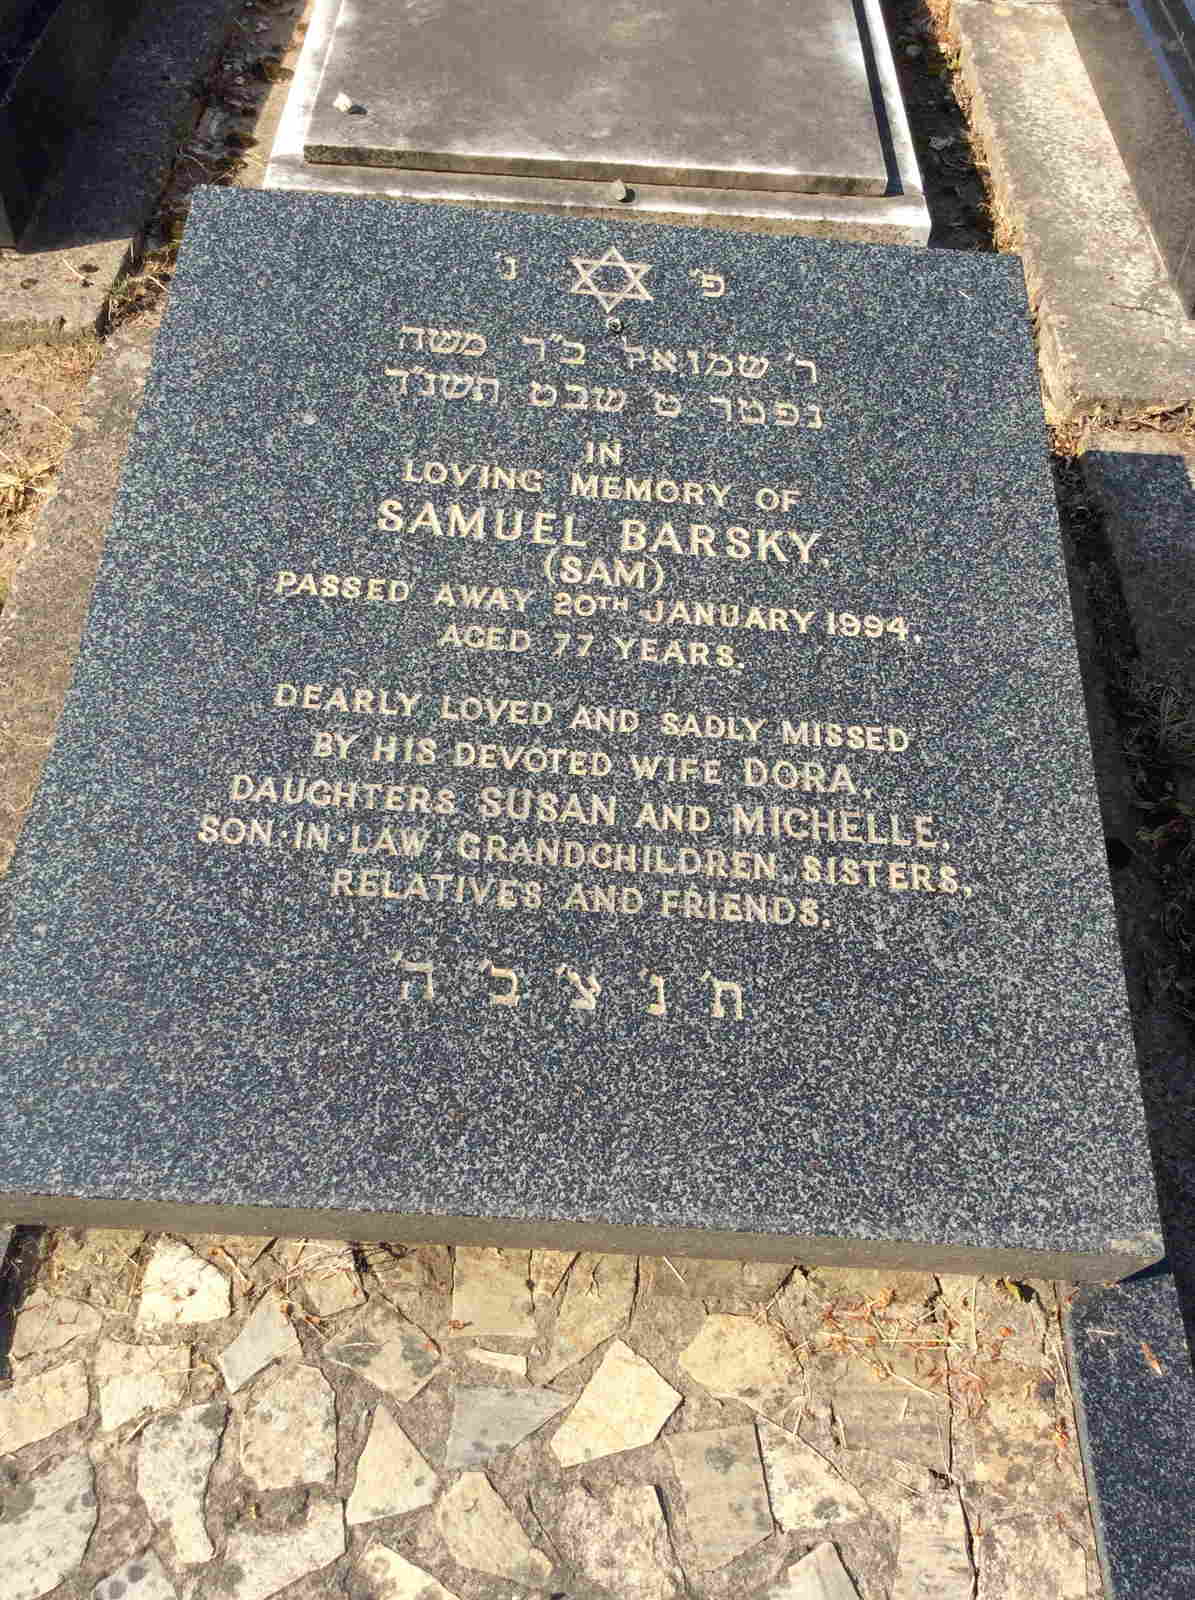 פ' נ'
ר' שמואל ב"ר משה
נפטר ט שבט תשנ"ד
IN
LOVING MEMORY OF
SAMUEL BARSKY,
(SAM)
PASSED AWAY 20TH JANUARY 1994,
AGED 77 YEARS.
DEARLY LOVED AND SADLY MISSED
BY HIS DEVOTED WIFE DORA,
DAUGHTERS SUSAN AND MICHELLE,
SON·IN·LAW, GRANDCHILDREN, SISTERS,
RELATIVES AND FRIENDS.
ת' נ' צ' ב' ה'